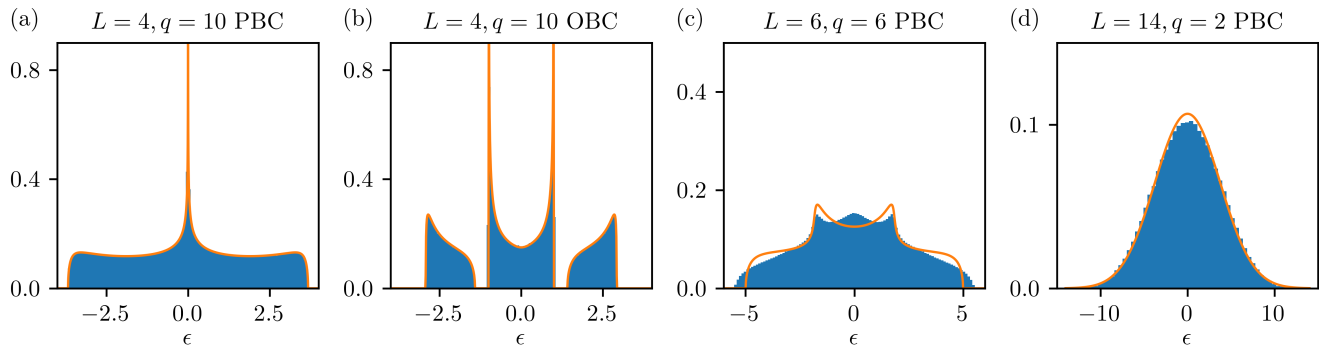 (a) L = 4, q = 10 PBC
0.8
0.4
0.0
−2.5 0.0 2.5
ϵ
(b) L = 4, q = 10 OBC
0.8
0.4
0.0
−2.5 0.0 2.5
ϵ
(c) L = 6, q = 6 PBC
0.4
0.2
0.0
−5 0 5
ϵ
(d) L = 14, q = 2 PBC
0.1
0.0
−10 0 10
ϵ